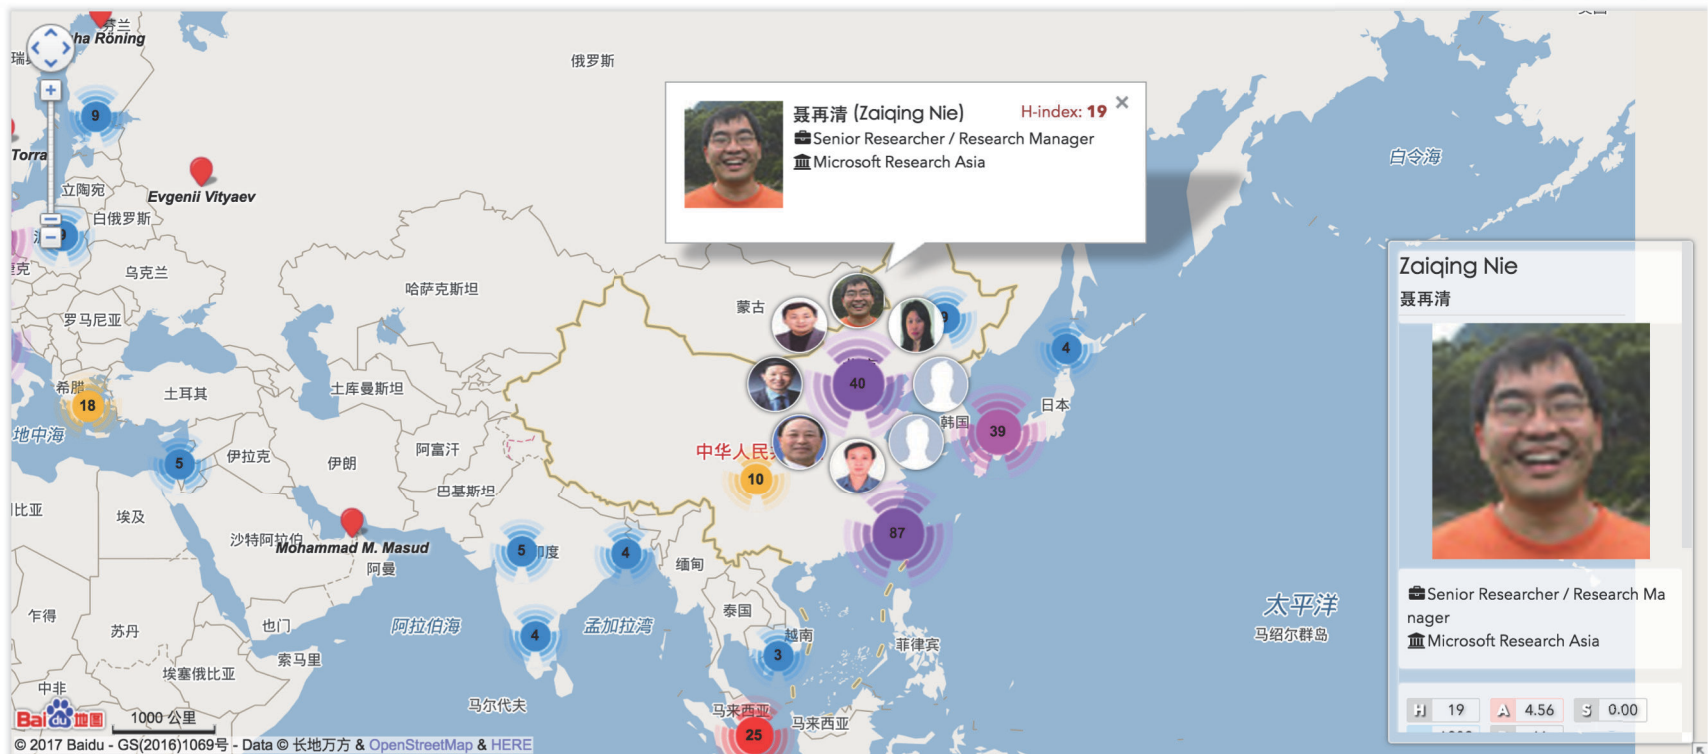 芬兰
ha Röning
俄罗斯
9
Torra
立陶宛
Evgenii Vityaev
白俄罗斯
9
乌克兰
白令海
聂再清 (Zaiqing Nie)
H-index: 19
Senior Researcher / Research Manager
Microsoft Research Asia
哈萨克斯坦
蒙古
罗马尼亚
9
4
希腊
土耳其
土库曼斯坦
40
18
日本
韩国
39
地中海
5
伊拉克
伊朗
阿富汗
中华人民
10
巴基斯坦
比亚
埃及
沙特阿拉伯
Mohammad M. Masud
阿曼
5
印度
4
缅甸
87
乍得
苏丹
也门
阿拉伯海
4
孟加拉湾
泰国
越南
3
菲律宾
太平洋
马绍尔群岛
索马里
埃塞俄比亚
中非
马尔代夫
马来西亚
马来西亚
25
Zaiqing Nie
聂再清
Senior Researcher / Research Ma
nager
Microsoft Research Asia
H 19 A 4.56 S 0.00
Bai du 地图
1000 公里
© 2017 Baidu - GS(2016)1069号 - Data © 长地万方 & OpenStreetMap & HERE